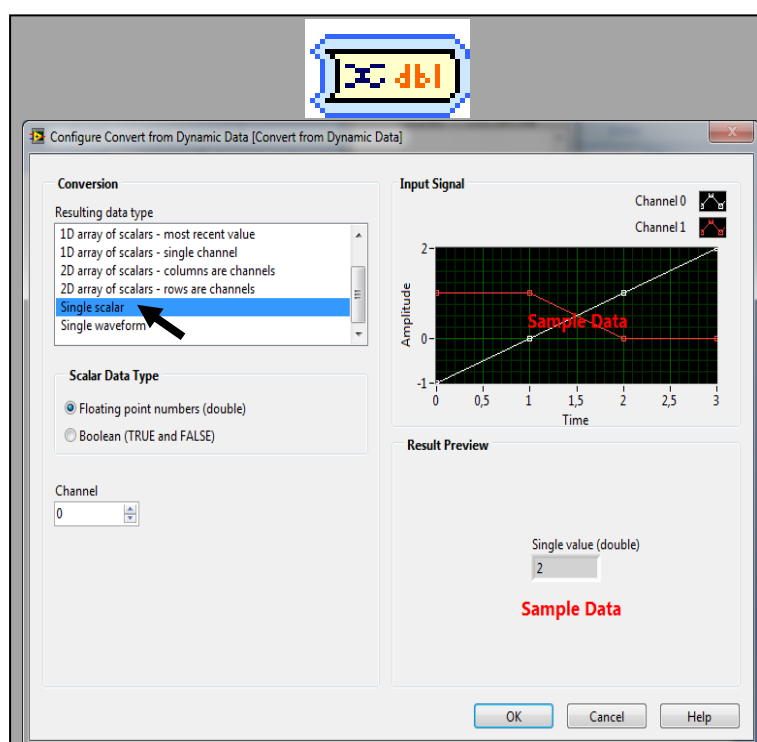 dbl
Configure Convert from Dynamic Data [Convert from Dynamic Data]
Conversion
Resulting data type
1D array of scalars - most recent value
1D array of scalars - single channel
2D array of scalars - columns are channels
2D array of scalars - rows are channels
Single scalar
Single waveform
Scalar Data Type
Floating point numbers (double)
Boolean (TRUE and FALSE)
Channel
0
Input Signal
Channel 0
Channel 1
2
0
-1
Amplitude
Sample Data
0 0,5 1 1,5 2 2,5 3
Time
Result Preview
Single value (double)
2
Sample Data
OK Cancel Help